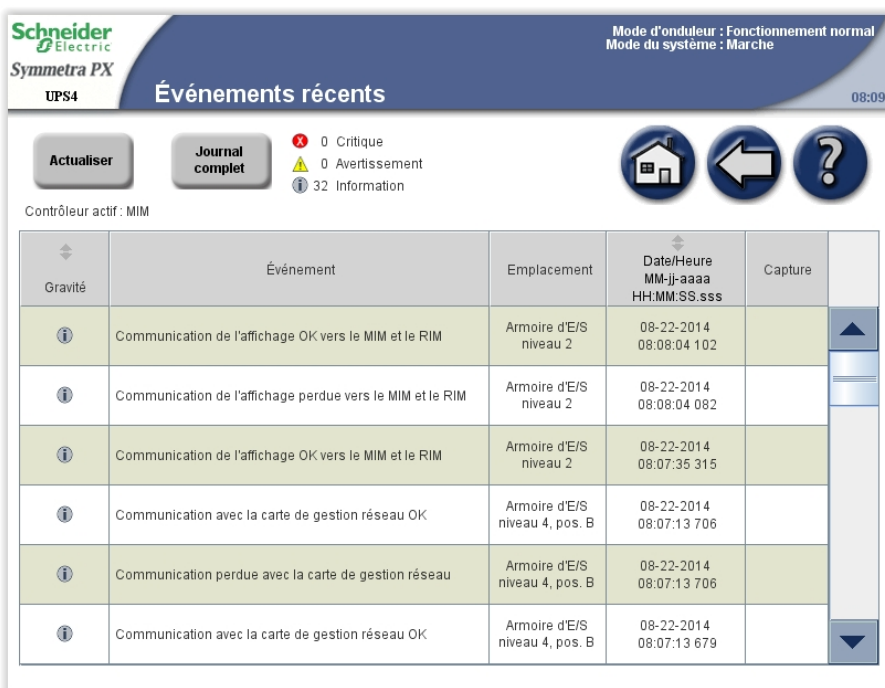 Schneider
Electric
Symmetra PX
UPS4
Événements récents
Mode d'onduleur : Fonctionnement normal
Mode du système : Marche
08:09
Actualiser
Journal
complet
0 Critique
0 Avertissement
32 Information
?
Contrôleur actif : MIM
Gravité
Événement
Emplacement
Date/Heure
MM-jj-aaaa
HH:MM:SS.sss
Capture
Communication de l'affichage OK vers le MIM et le RIM
Armoire d'E/S
niveau 2
08-22-2014
08:08:04 102
Communication de l'affichage perdue vers le MIM et le RIM
Armoire d'E/S
niveau 2
08-22-2014
08:08:04 082
Communication de l'affichage OK vers le MIM et le RIM
Armoire d'E/S
niveau 2
08-22-2014
08:07:35 315
Communication avec la carte de gestion réseau OK
Armoire d'E/S
niveau 4, pos. B
08-22-2014
08:07:13 706
Communication perdue avec la carte de gestion réseau
Armoire d'E/S
niveau 4, pos. B
08-22-2014
08:07:13 706
Communication avec la carte de gestion réseau OK
Armoire d'E/S
niveau 4, pos. B
08-22-2014
08:07:13 679